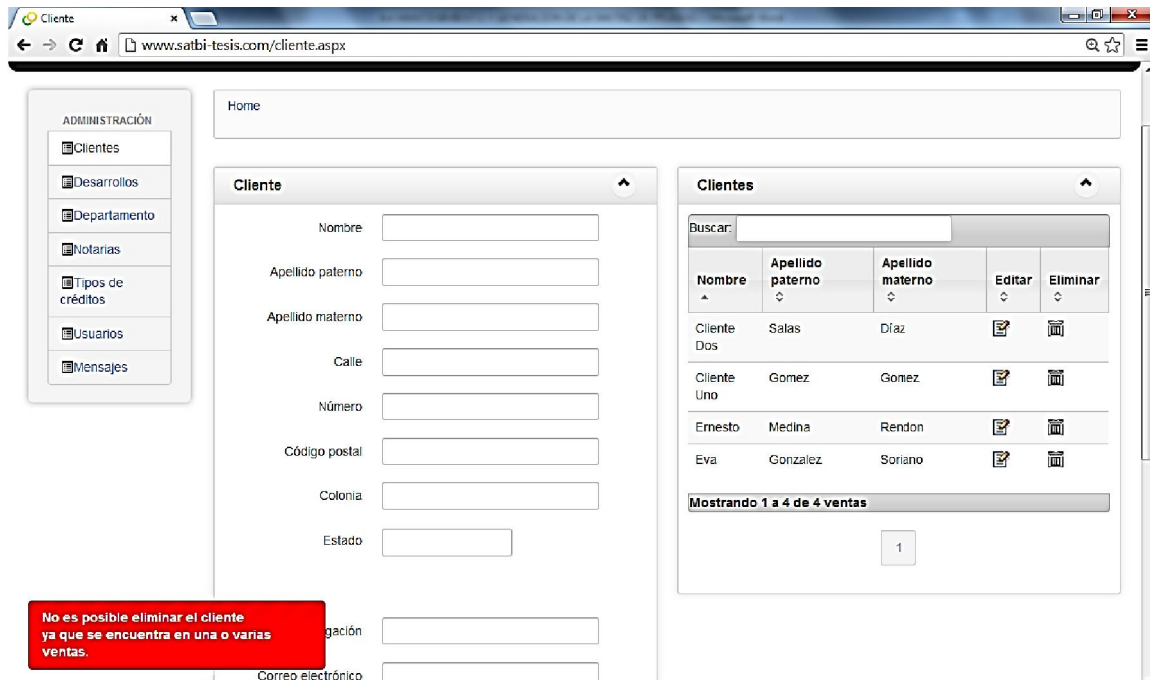 Cliente
www.satbi-tesis.com/cliente.aspx
ADMINISTRACIÓN
Clientes
Desarrollos
Departamento
Notarias
Tipos de
créditos
Usuarios
Mensajes
Home
Cliente
Nombre
Apellido paterno
Apellido materno
Calle
Número
Código postal
Colonia
Estado
gación
Correo electrónico
No es posible eliminar el cliente
ya que se encuentra en una o varias
ventas.
Clientes
Buscar:
Nombre Apellido paterno Apellido materno Editar Eliminar
Cliente Dos Salas Díaz
Cliente Uno Gomez Gomez
Ernesto Medina Rendon
Eva Gonzalez Soriano
Mostrando 1 a 4 de 4 ventas
1